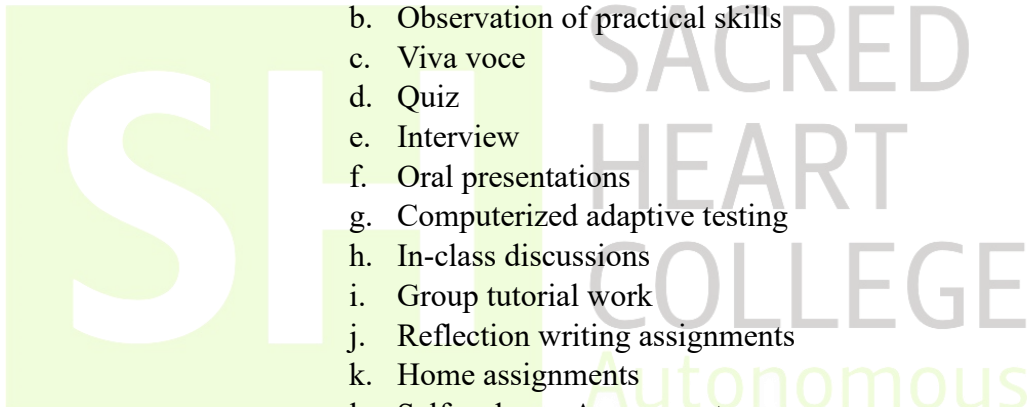 b. Observation of practical skills
c. Viva voce
d. Quiz
e. Interview
f. Oral presentations
g. Computerized adaptive testing
h. In-class discussions
i. Group tutorial work
j. Reflection writing assignments
k. Home assignments
SH
SACRED
HEART
COLLEGE
Autonomous